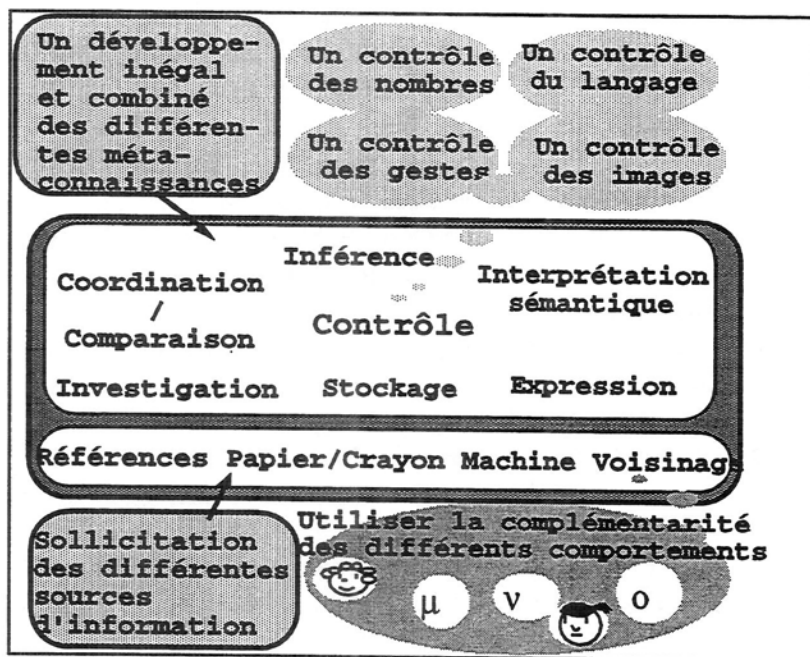 Un développe-
ment inégal
et combiné
des différen-
tes méta-
connaissances
Un contrôle
des nombres
Un contrôle
du langage
Un contrôle
des gestes
Un contrôle
des images
Inférence
Coordination
/
Comparaison
Interprétation
sémantique
Contrôle
Investigation Stockage Expression
Références Papier/Crayon Machine Voisinage
Sollicitation
des différentes
sources
d'information
Utiliser la complémentarité
des différents comportements
μ ν ο